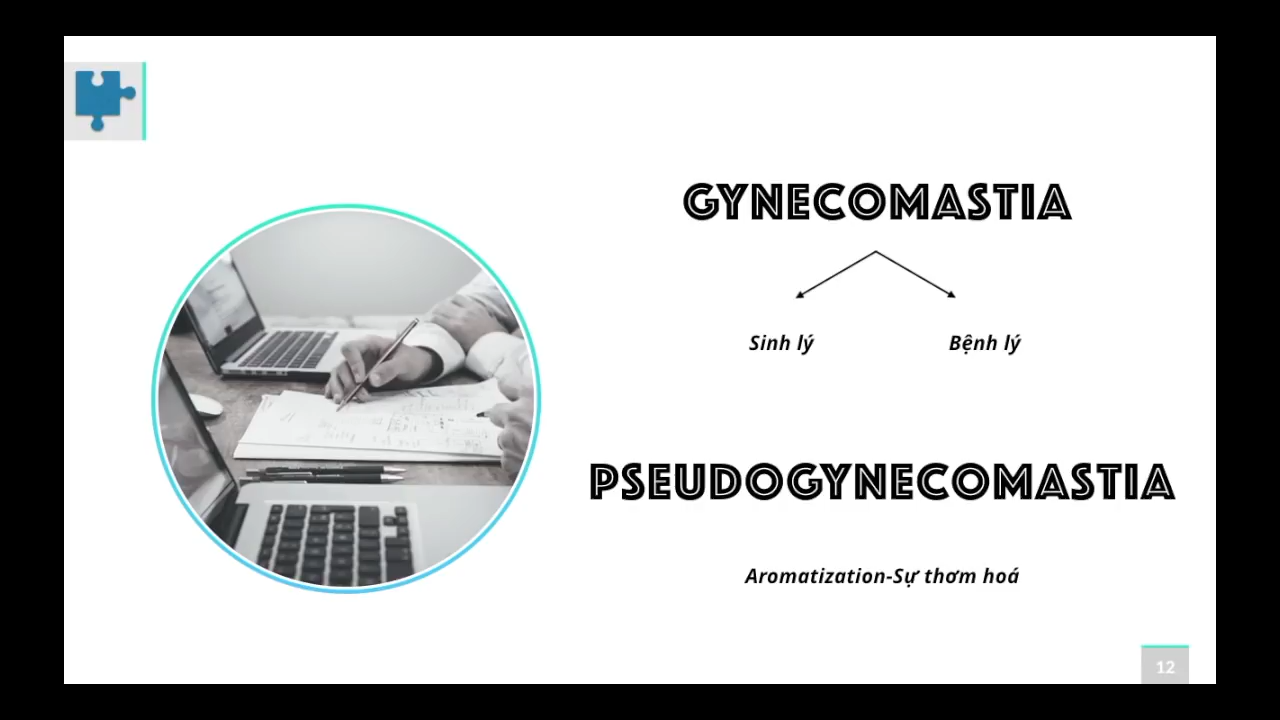 GYNECOMASTIA
Sinh lý
Bệnh lý
PSEUDOGYNECOMASTIA
Aromatization-Sự thơm hoá
12